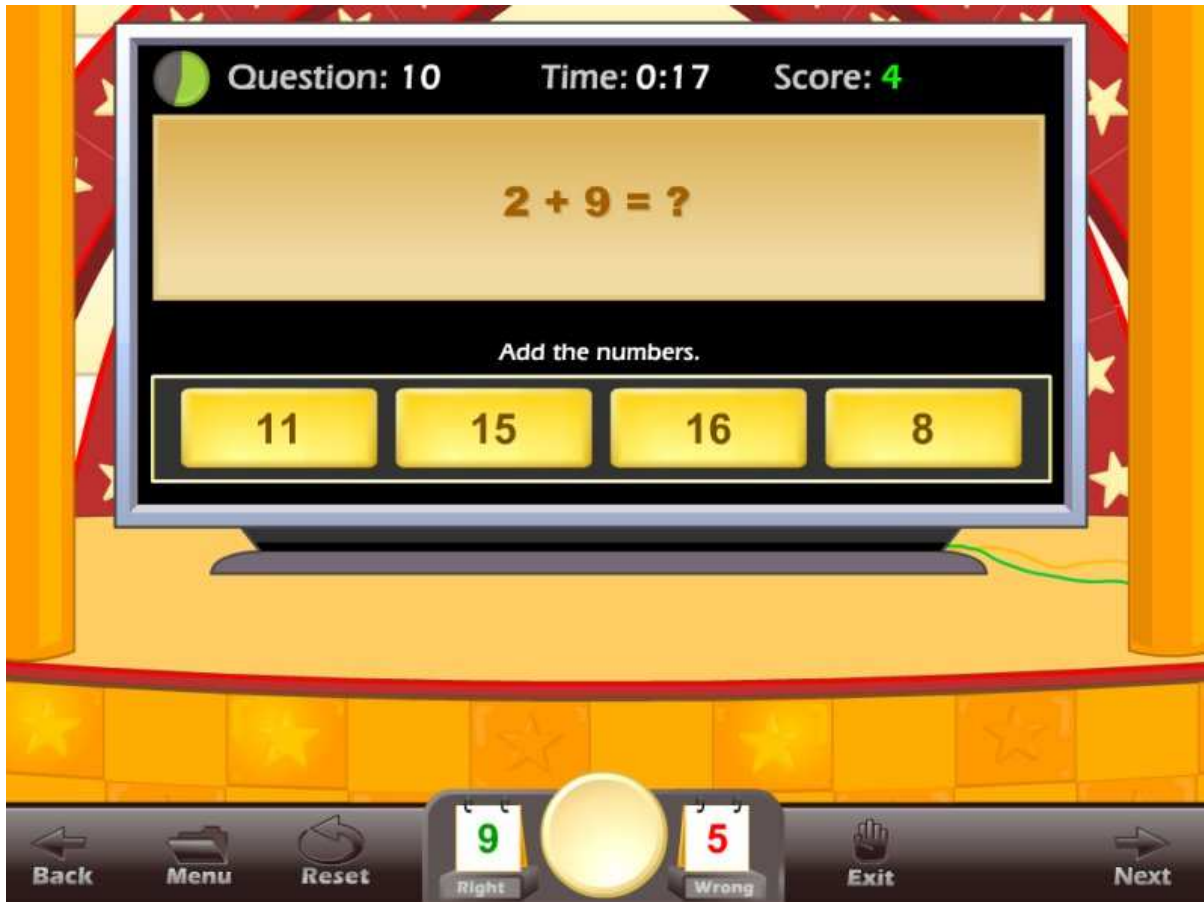 Question: 10 Time: 0:17 Score: 4
2 + 9 = ?
Add the numbers.
11 15 16 8
9 5
Back Menu Reset Right Wrong Exit Next